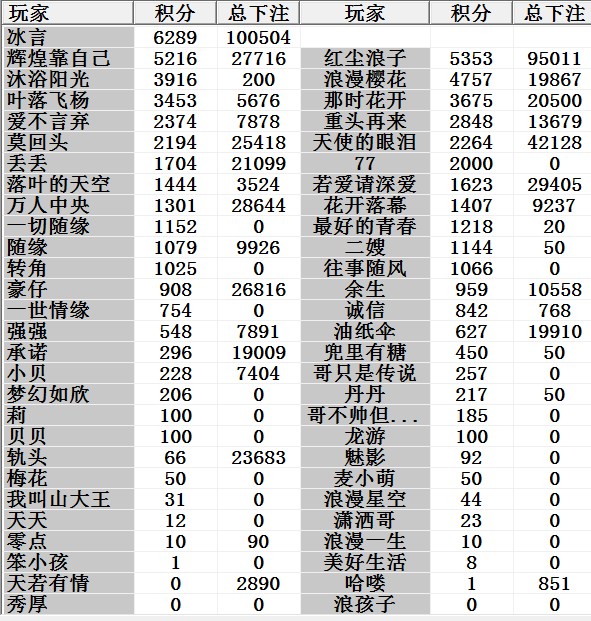 玩家 积分 总下注 玩家 积分 总下注
冰言 6289 100504
辉煌靠自己 5216 27716 红尘浪子 5353 95011
沐浴阳光 3916 200 浪漫樱花 4757 19867
叶落飞杨 3453 5676 那时花开 3675 20500
爱不言弃 2374 7878 重头再来 2848 13679
莫回头 2194 25418 天使的眼泪 2264 42128
丢丢 1704 21099 77 2000 0
落叶的天空 1444 3524 若爱请深爱 1623 29405
万人中央 1301 28644 花开落幕 1407 9237
一切随缘 1152 0 最好的青春 1218 20
随缘 1079 9926 二嫂 1144 50
转角 1025 0 往事随风 1066 0
豪仔 908 26816 余生 959 10558
一世情缘 754 0 诚信 842 768
强强 548 7891 油纸伞 627 19910
承诺 296 19009 兜里有糖 450 50
小贝 228 7404 哥只是传说 257 0
梦幻如欣 206 0 丹丹 217 50
莉 100 0 哥不帅但... 185 0
贝贝 100 0 龙游 100 0
轨头 66 23683 魅影 92 0
梅花 50 0 麦小萌 50 0
我叫山大王 31 0 浪漫星空 44 0
天天 12 0 潇洒哥 23 0
零点 10 90 浪漫一生 10 0
笨小孩 1 0 美好生活 8 0
天若有情 0 2890 哈喽 1 851
秀厚 0 0 浪孩子 0 0